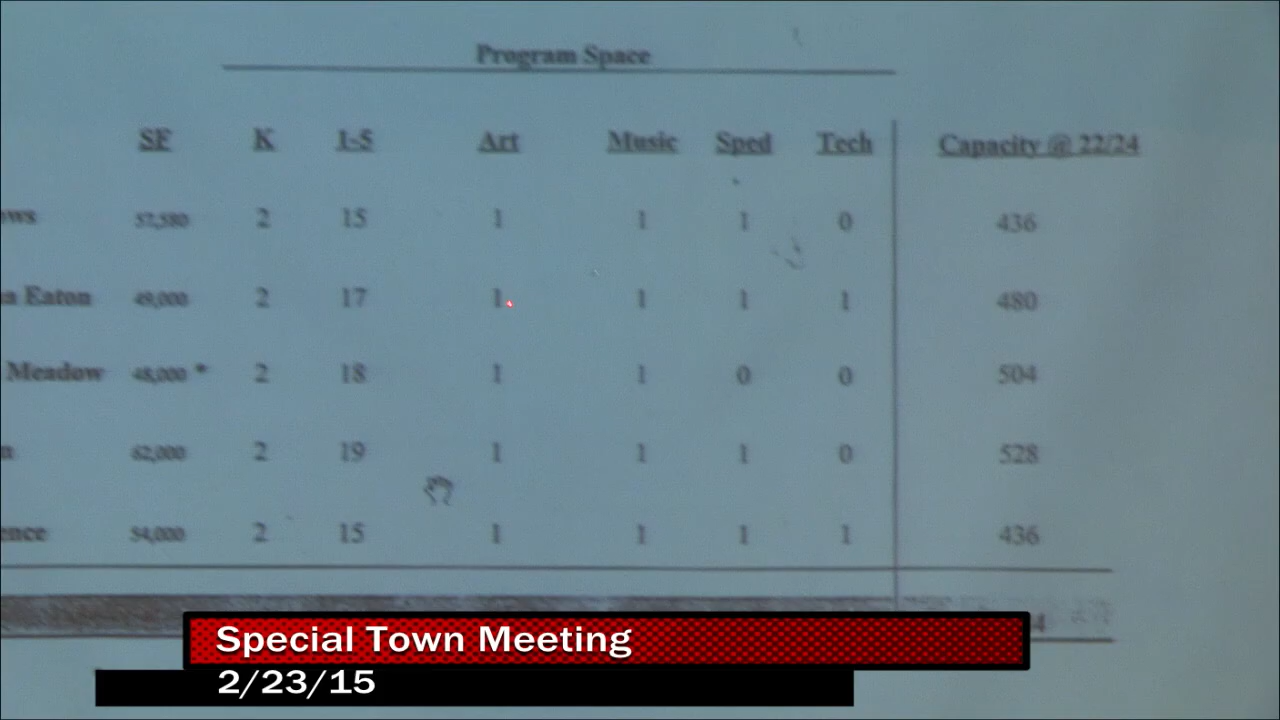 Program Space
SF K 1-5 Art Music Sped Tech Capacity @ 22/24
ows 57,580 2 15 1 1 1 0 436
na Eaton 49,000 2 17 1 1 1 1 480
Meadow 48,000 * 2 18 1 1 0 0 504
n 62,000 2 19 1 1 1 0 528
ence 54,000 2 15 1 1 1 1 436
4
Special Town Meeting
2/23/15